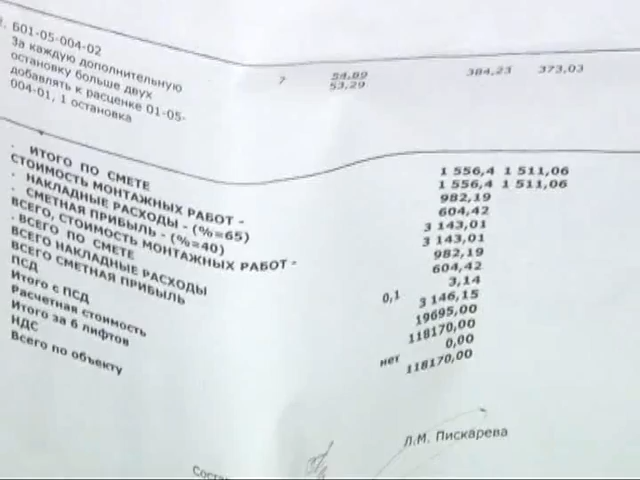 Б01-05-004-02
За каждую дополнительную
остановку больше двух
добавлять к расценке 01-05-
004-01, 1 остановка
7 54,89 384,23 373,03
53,29
- ИТОГО ПО СМЕТЕ 1 556,4 1 511,06
СТОИМОСТЬ МОНТАЖНЫХ РАБОТ - 1 556,4 1 511,06
- НАКЛАДНЫЕ РАСХОДЫ - (%=65) 982,19
- СМЕТНАЯ ПРИБЫЛЬ - (%=40) 604,42
ВСЕГО, СТОИМОСТЬ МОНТАЖНЫХ РАБОТ - 3 143,01
- ВСЕГО ПО СМЕТЕ 3 143,01
ВСЕГО НАКЛАДНЫЕ РАСХОДЫ 982,19
ВСЕГО СМЕТНАЯ ПРИБЫЛЬ 604,42
ПСД 0,1 3,14
Итого с ПСД 3 146,15
Расчетная стоимость 19695,00
Итого за 6 лифтов 118170,00
НДС нет 0,00
Всего по объекту 118170,00
Л.М. Пискарева